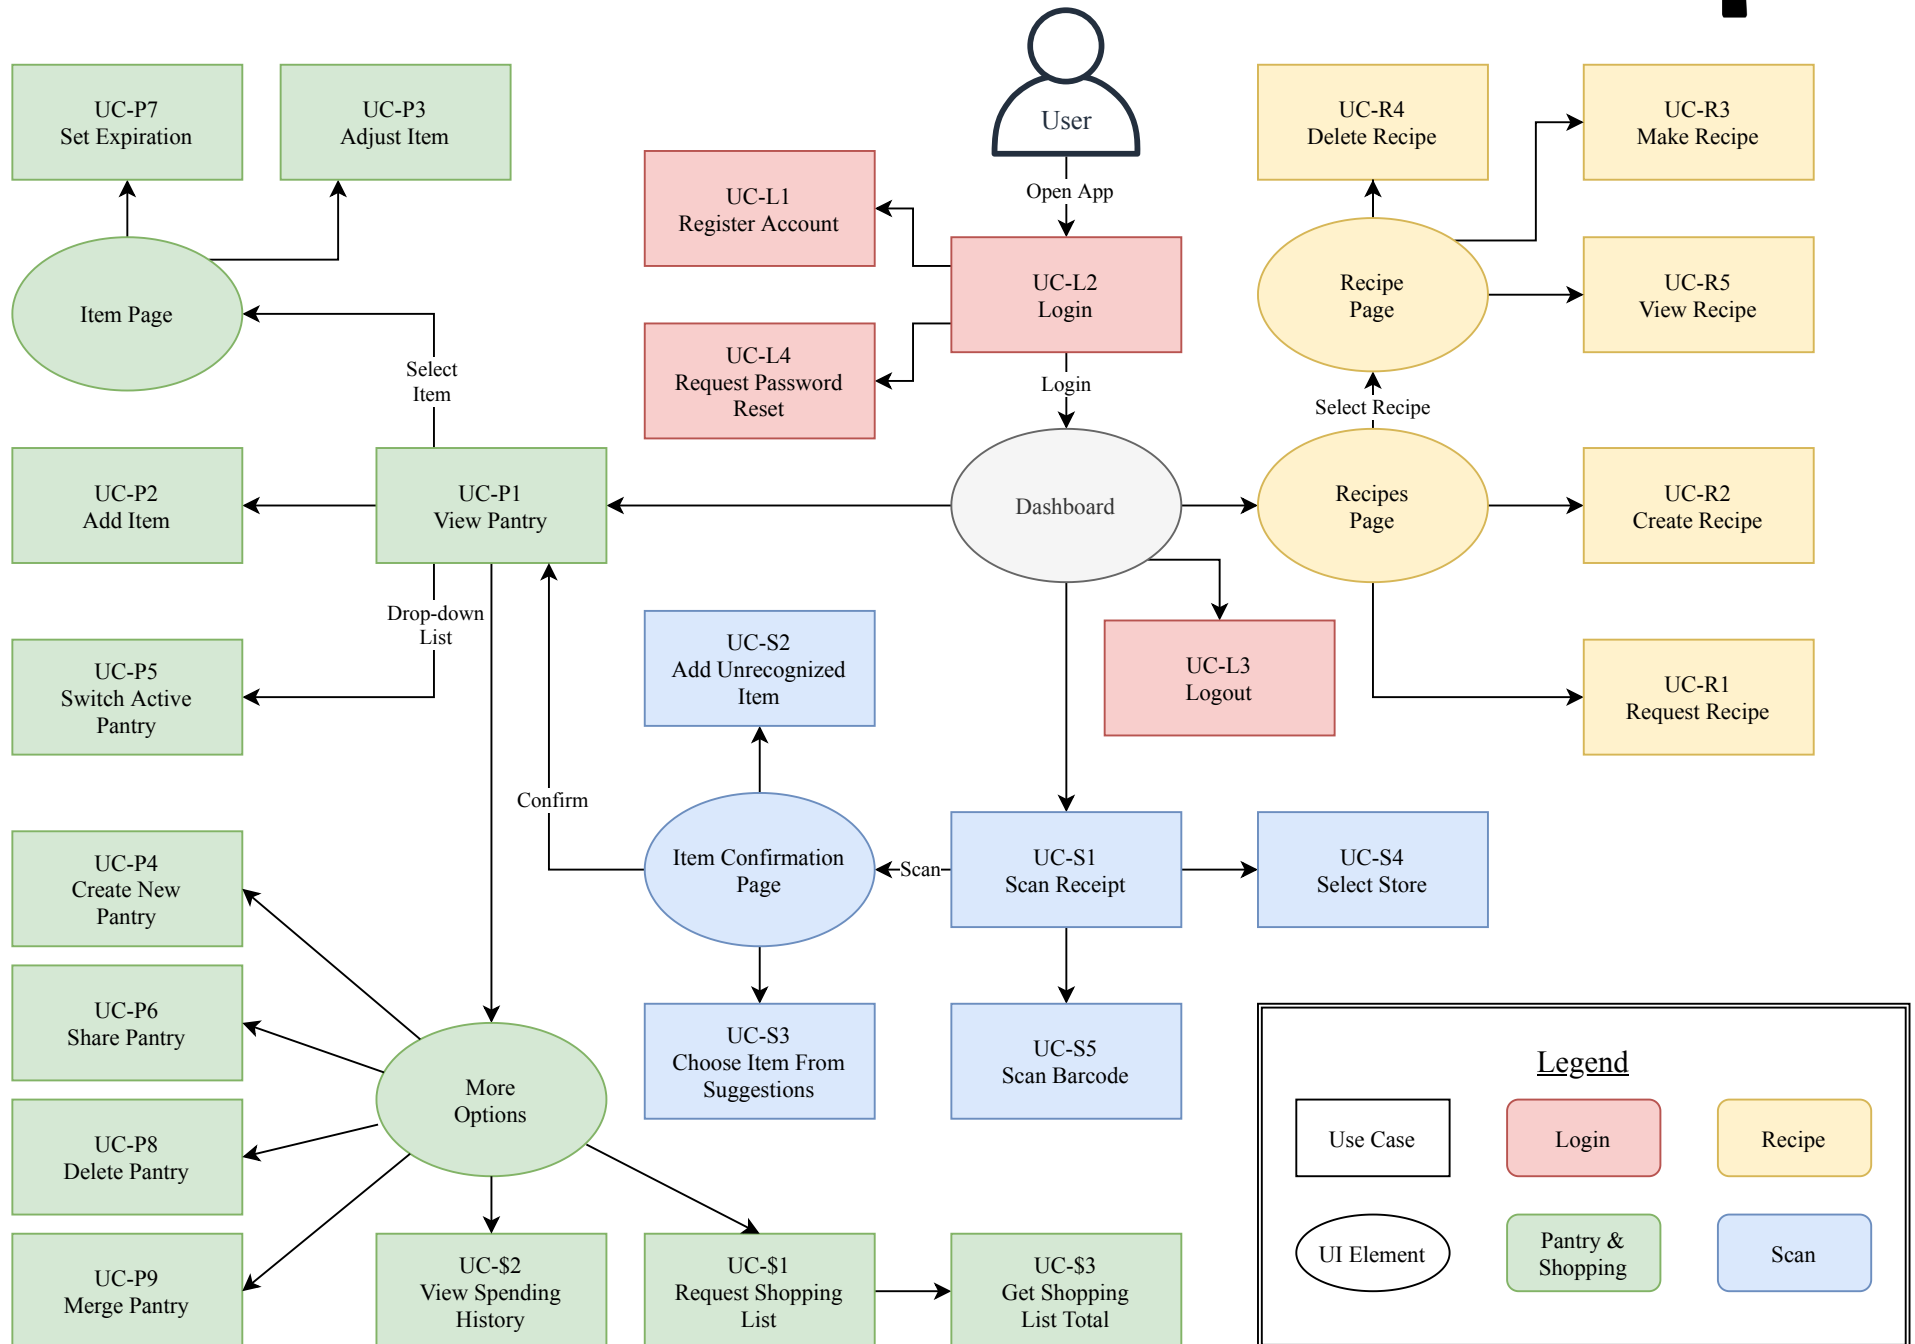 User
Open App
UC-P7
Set Expiration
UC-P3
Adjust Item
UC-L1
Register Account
UC-L2
Login
UC-L4
Request Password
Reset
Login
UC-R4
Delete Recipe
UC-R3
Make Recipe
Recipe
Page
UC-R5
View Recipe
Select Recipe
Item Page
Select
Item
UC-P2
Add Item
UC-P1
View Pantry
Dashboard
Recipes
Page
UC-R2
Create Recipe
Drop-down
List
UC-P5
Switch Active
Pantry
UC-S2
Add Unrecognized
Item
UC-L3
Logout
UC-R1
Request Recipe
Confirm
UC-P4
Create New
Pantry
Item Confirmation
Page
Scan
UC-S1
Scan Receipt
UC-S4
Select Store
UC-P6
Share Pantry
More
Options
UC-S3
Choose Item From
Suggestions
UC-S5
Scan Barcode
UC-P8
Delete Pantry
UC-P9
Merge Pantry
UC-$2
View Spending
History
UC-$1
Request Shopping
List
UC-$3
Get Shopping
List Total
Legend
Use Case
Login
Recipe
UI Element
Pantry &
Shopping
Scan